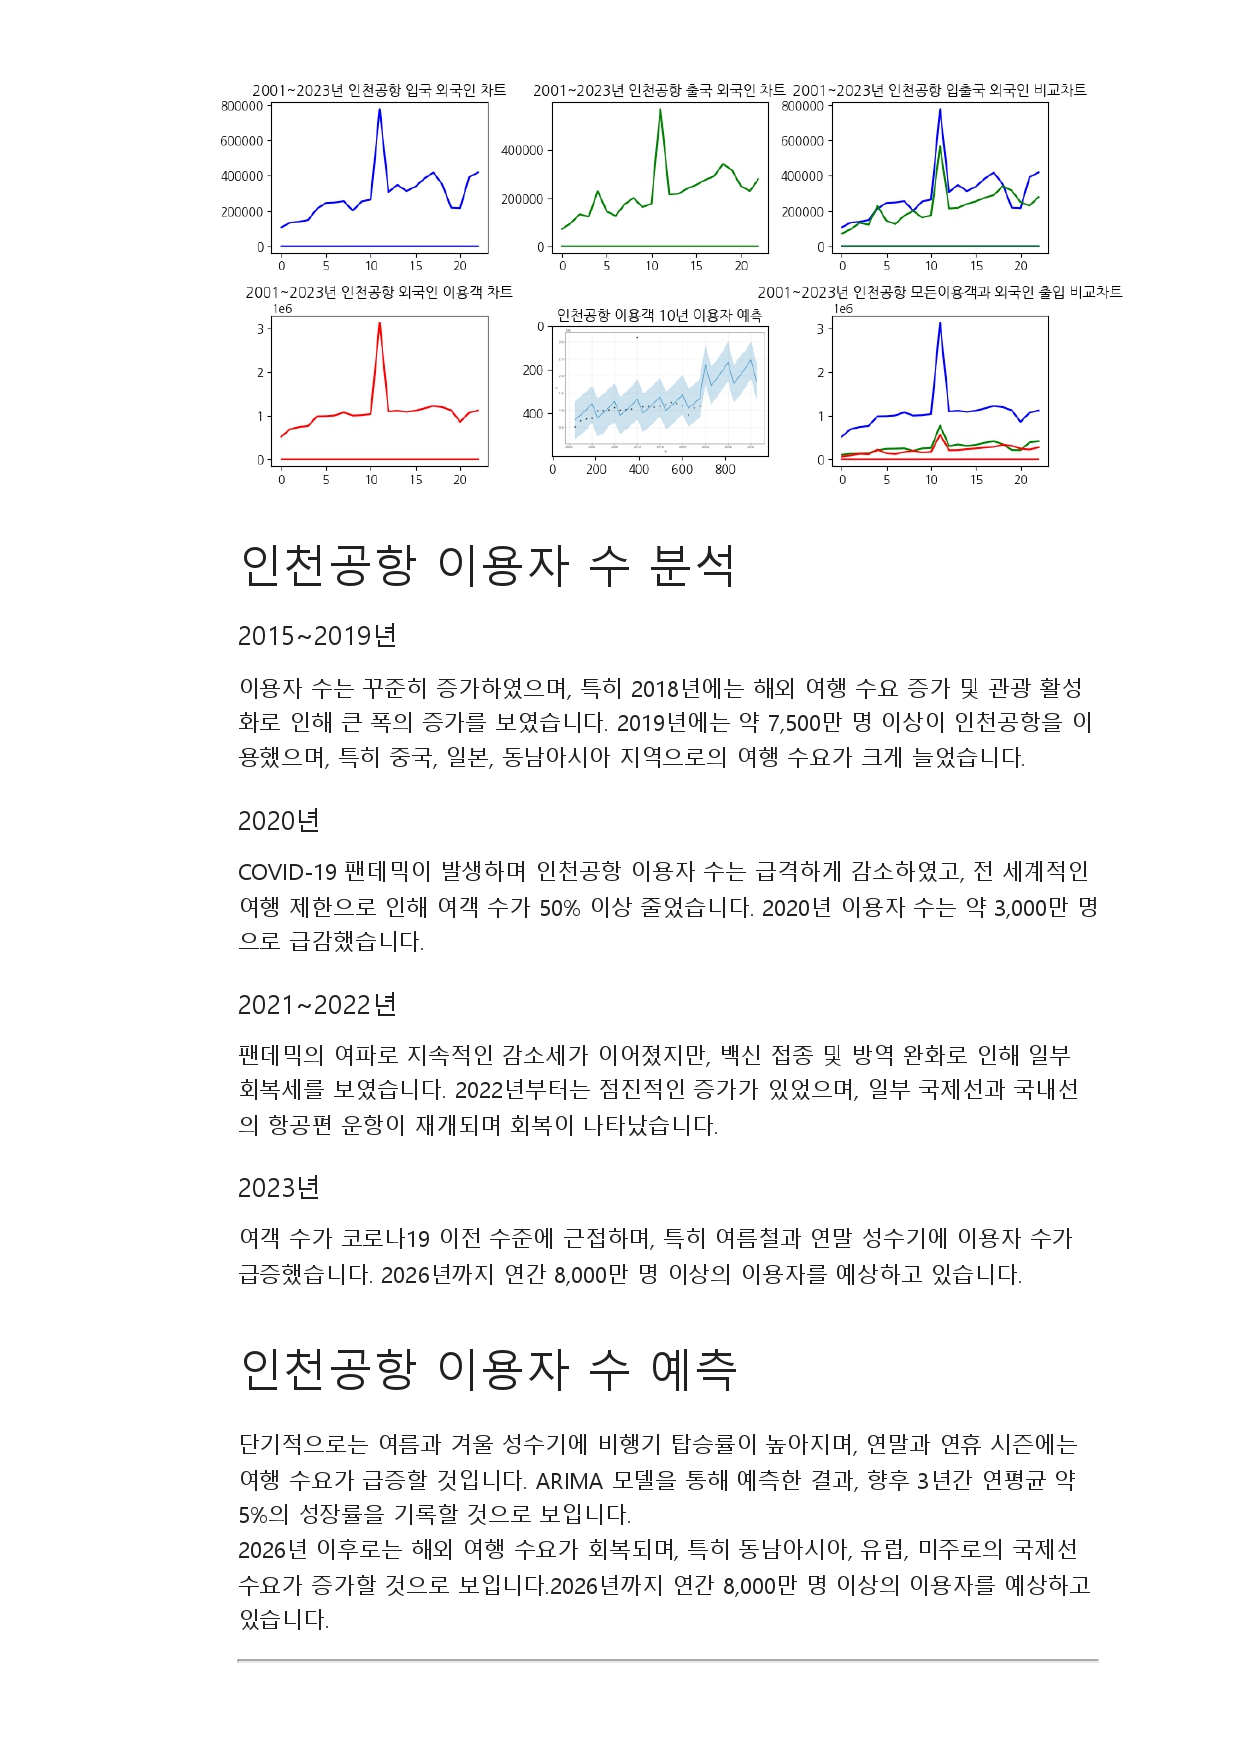 2001~2023년 인천공항 입국 외국인 차트
800000
600000
400000
200000
0
0 5 10 15 20
2001~2023년 인천공항 출국 외국인 차트
400000
200000
0
0 5 10 15 20
2001~2023년 인천공항 입출국 외국인 비교차트
800000
600000
400000
200000
0
0 5 10 15 20
2001~2023년 인천공항 외국인 이용객 차트
1e6
3
2
1
0
0 5 10 15 20
인천공항 이용객 10년 이용자 예측
0
200
400
0 200 400 600 800
2001~2023년 인천공항 모든이용객과 외국인 출입 비교차트
1e6
3
2
1
0
0 5 10 15 20
인천공항 이용자 수 분석
2015~2019년
이용자 수는 꾸준히 증가하였으며, 특히 2018년에는 해외 여행 수요 증가 및 관광 활성
화로 인해 큰 폭의 증가를 보였습니다. 2019년에는 약 7,500만 명 이상이 인천공항을 이
용했으며, 특히 중국, 일본, 동남아시아 지역으로의 여행 수요가 크게 늘었습니다.
2020년
COVID-19 팬데믹이 발생하며 인천공항 이용자 수는 급격하게 감소하였고, 전 세계적인
여행 제한으로 인해 여객 수가 50% 이상 줄었습니다. 2020년 이용자 수는 약 3,000만 명
으로 급감했습니다.
2021~2022년
팬데믹의 여파로 지속적인 감소세가 이어졌지만, 백신 접종 및 방역 완화로 인해 일부
회복세를 보였습니다. 2022년부터는 점진적인 증가가 있었으며, 일부 국제선과 국내선
의 항공편 운항이 재개되며 회복이 나타났습니다.
2023년
여객 수가 코로나19 이전 수준에 근접하며, 특히 여름철과 연말 성수기에 이용자 수가
급증했습니다. 2026년까지 연간 8,000만 명 이상의 이용자를 예상하고 있습니다.
인천공항 이용자 수 예측
단기적으로는 여름과 겨울 성수기에 비행기 탑승률이 높아지며, 연말과 연휴 시즌에는
여행 수요가 급증할 것입니다. ARIMA 모델을 통해 예측한 결과, 향후 3년간 연평균 약
5%의 성장률을 기록할 것으로 보입니다.
2026년 이후로는 해외 여행 수요가 회복되며, 특히 동남아시아, 유럽, 미주로의 국제선
수요가 증가할 것으로 보입니다.2026년까지 연간 8,000만 명 이상의 이용자를 예상하고
있습니다.